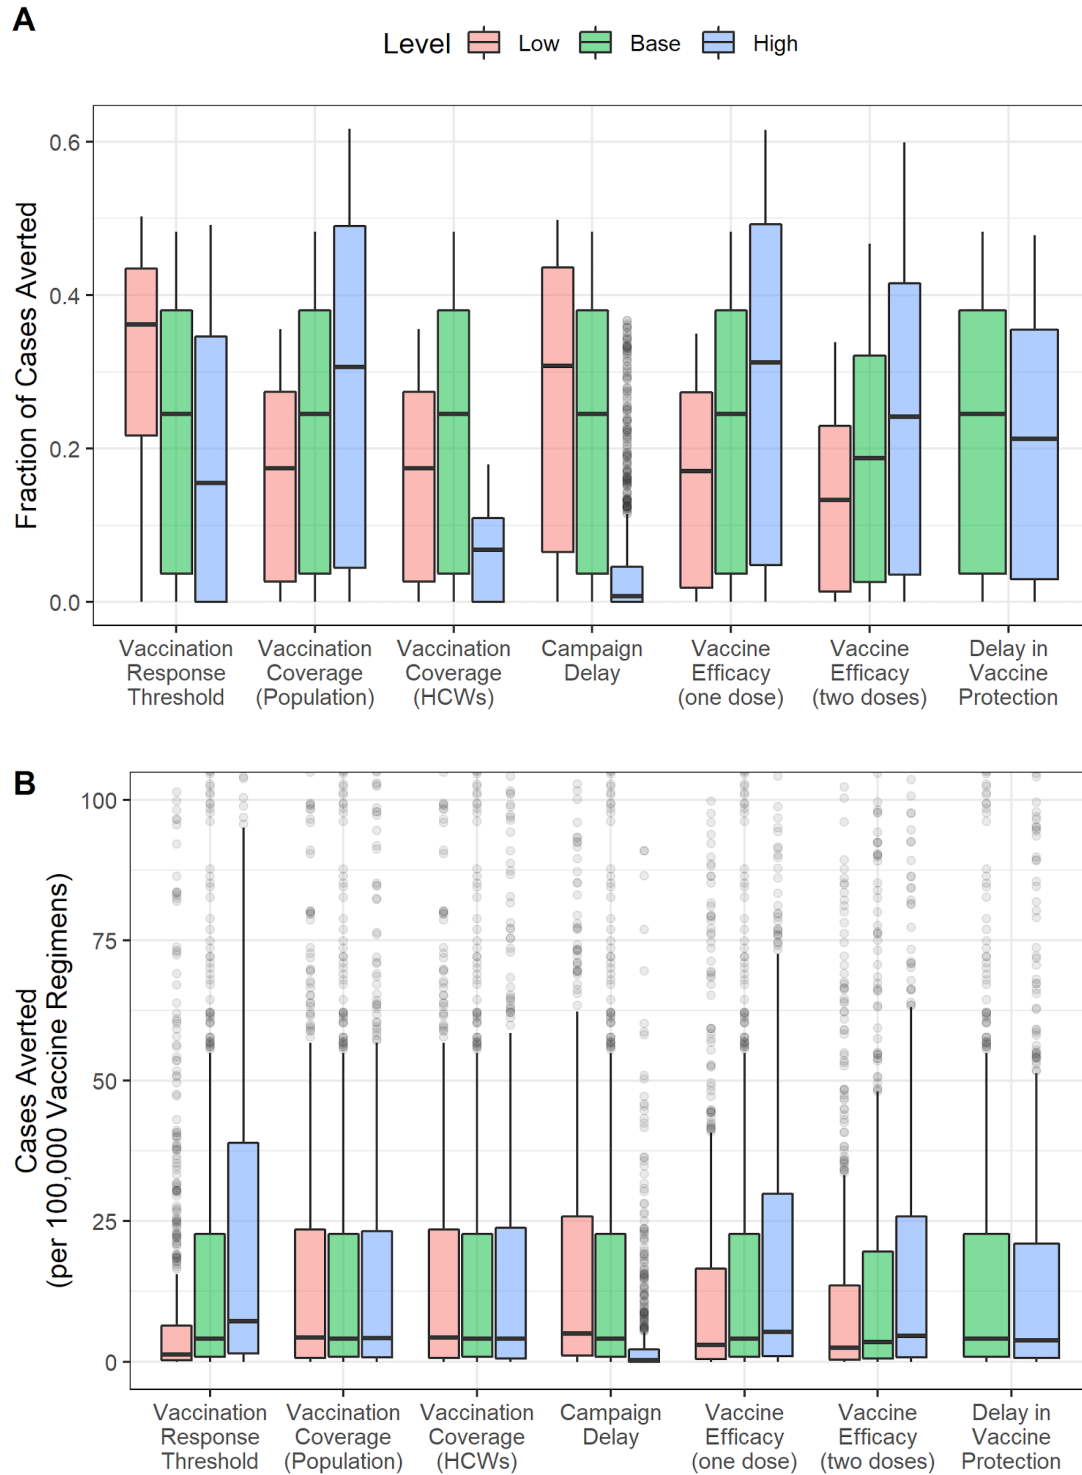 A
Level Low Base High
Fraction of Cases Averted
0.6
0.4
0.2
0.0
Vaccination Response Threshold
Vaccination Coverage (Population)
Vaccination Coverage (HCWs)
Campaign Delay
Vaccine Efficacy (one dose)
Vaccine Efficacy (two doses)
Delay in Vaccine Protection
B
Cases Averted
(per 100,000 Vaccine Regimens)
100
75
50
25
0
Vaccination Response Threshold
Vaccination Coverage (Population)
Vaccination Coverage (HCWs)
Campaign Delay
Vaccine Efficacy (one dose)
Vaccine Efficacy (two doses)
Delay in Vaccine Protection